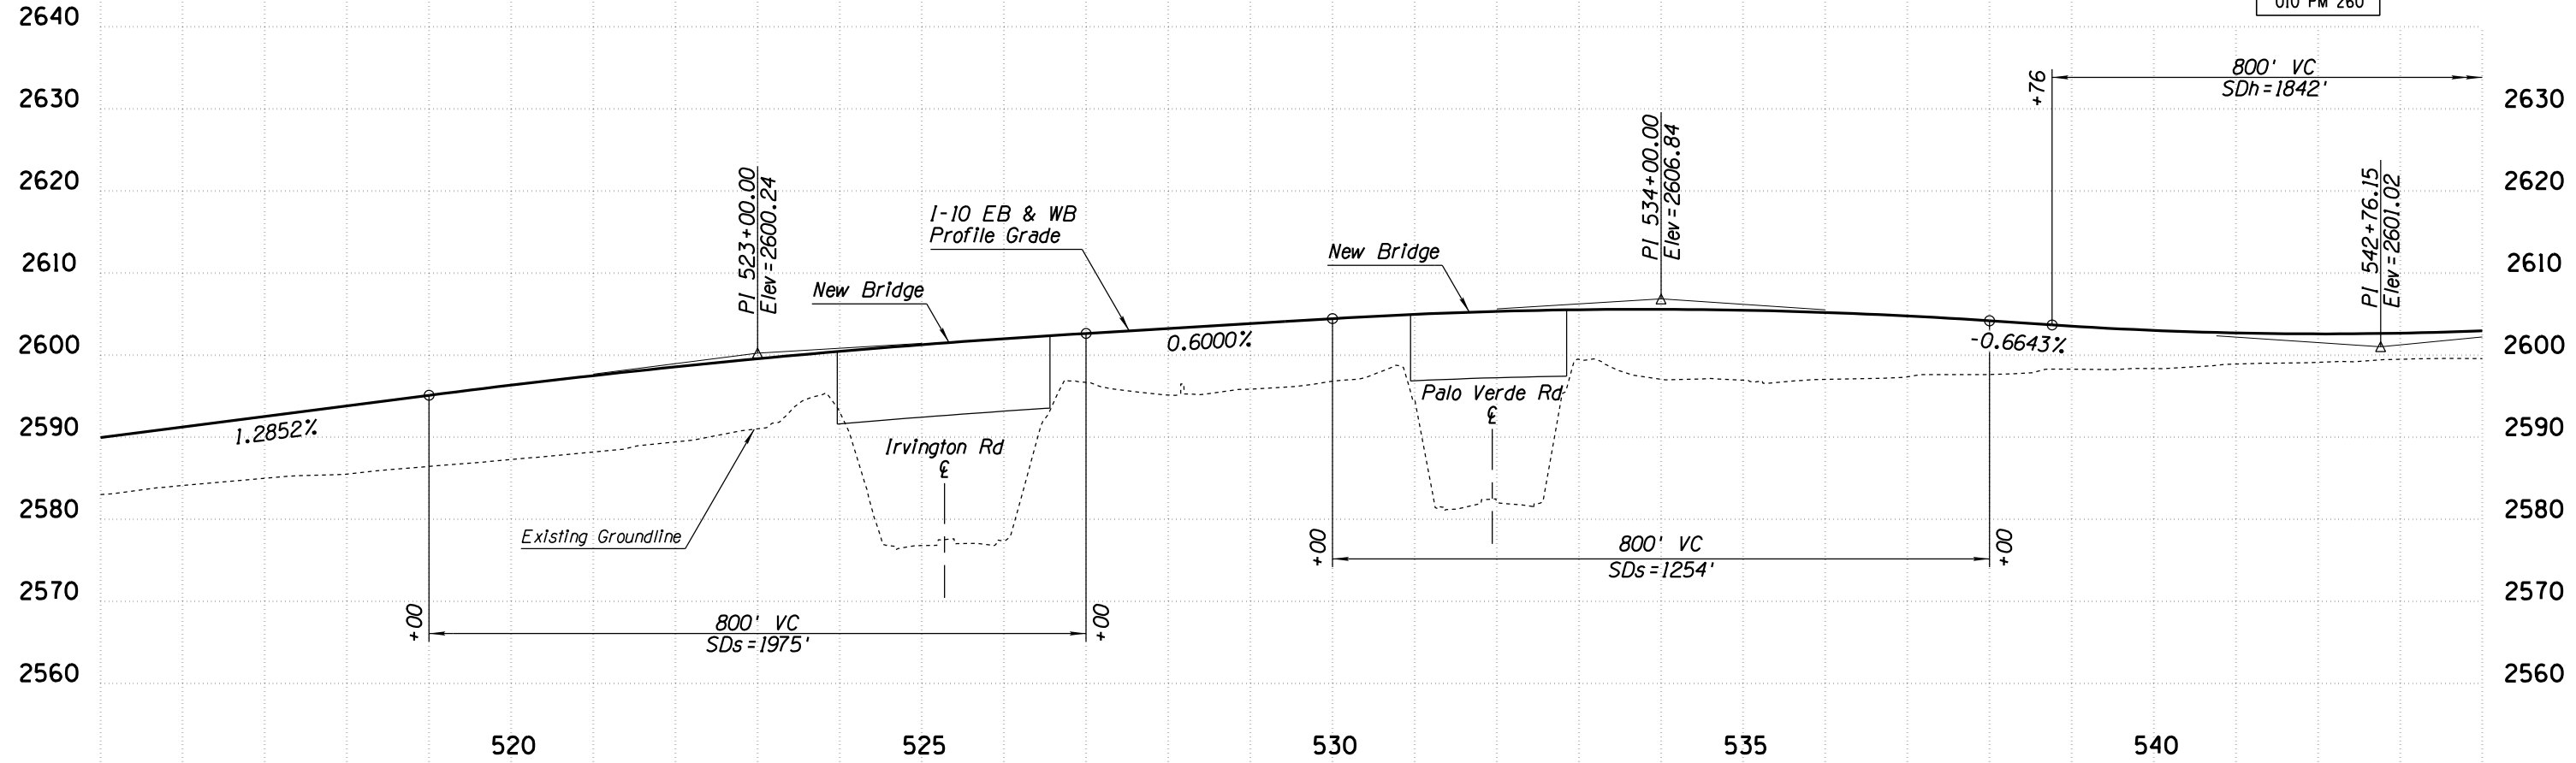 010 PM 260
2640
2630
2620
2610
2600
2590
2580
2570
2560
2630
2620
2610
2600
2590
2580
2570
2560
800' VC
SDh=1842'
+76
PI 523+00.00
Elev=2600.24
PI 534+00.00
Elev=2606.84
PI 542+76.15
Elev=2601.02
I-10 EB & WB
Profile Grade
New Bridge
New Bridge
1.2852%
0.6000%
-0.6643%
Irvington Rd
℄
Palo Verde Rd
℄
Existing Groundline
+00
800' VC
SDs=1975'
+00
+00
800' VC
SDs=1254'
+00
520
525
530
535
540